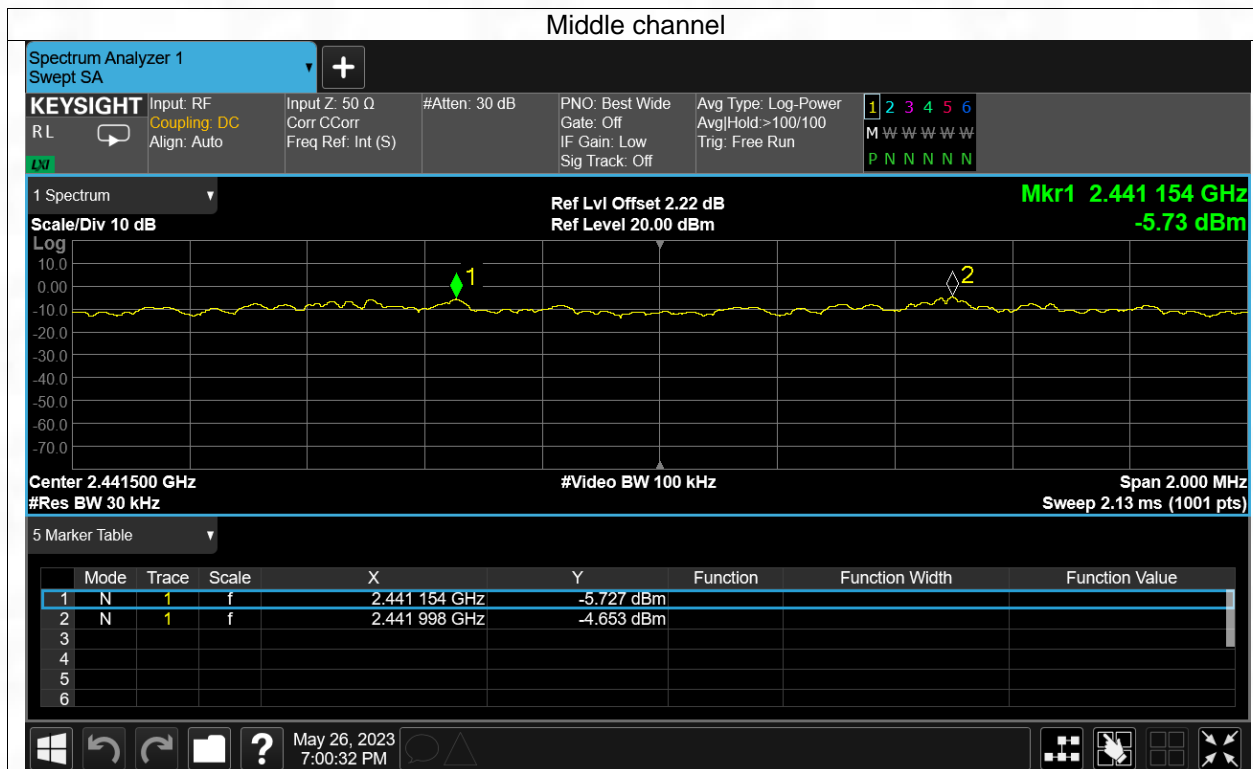 Middle channel
Spectrum Analyzer 1
Swept SA
KEYSIGHT Input: RF Input Z: 50 Ω #Atten: 30 dB PNO: Best Wide Avg Type: Log-Power 1 2 3 4 5 6
RL Coupling: DC Corr CCorr Gate: Off Avg|Hold:>100/100 M W W W W W
Align: Auto Freq Ref: Int (S) IF Gain: Low Trig: Free Run
LXI Sig Track: Off P N N N N N
1 Spectrum Ref Lvl Offset 2.22 dB Mkr1 2.441 154 GHz
Scale/Div 10 dB Ref Level 20.00 dBm -5.73 dBm
Log
10.0
0.00
-10.0
-20.0
-30.0
-40.0
-50.0
-60.0
-70.0
1
2
Center 2.441500 GHz #Video BW 100 kHz Span 2.000 MHz
#Res BW 30 kHz Sweep 2.13 ms (1001 pts)
5 Marker Table
Mode Trace Scale X Y Function Function Width Function Value
1 N 1 f 2.441 154 GHz -5.727 dBm
2 N 1 f 2.441 998 GHz -4.653 dBm
3
4
5
6
? May 26, 2023
7:00:32 PM